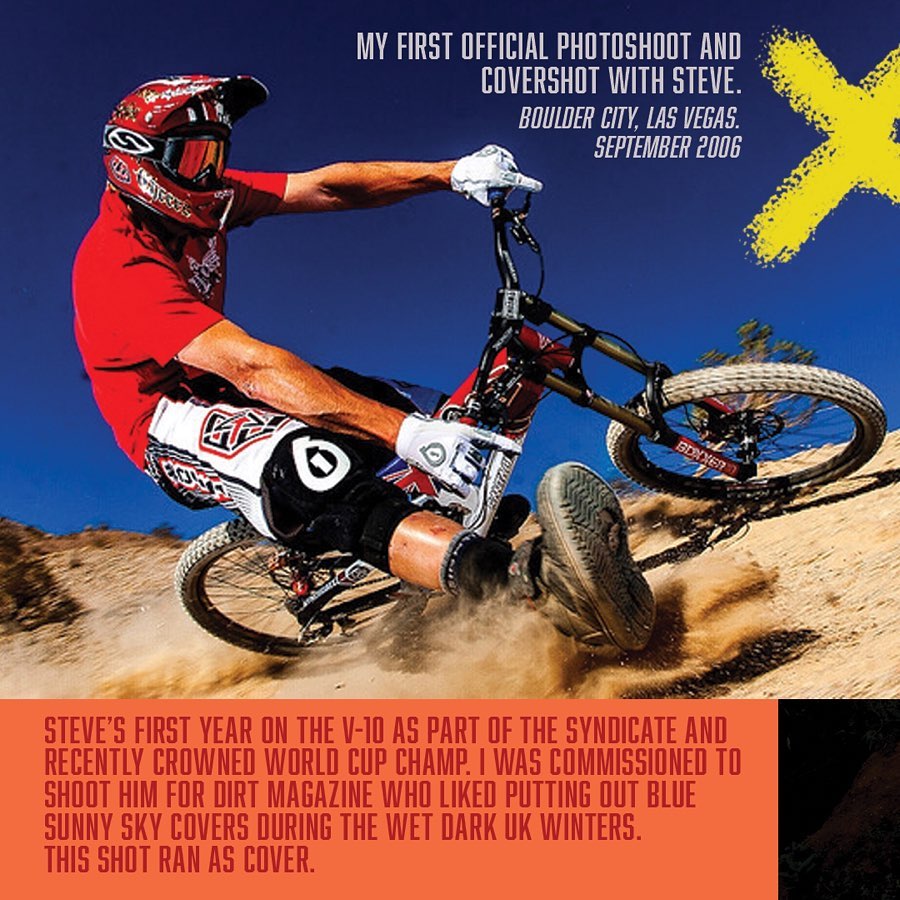 MY FIRST OFFICIAL PHOTOSHOOT AND
COVERSHOT WITH STEVE.
BOULDER CITY, LAS VEGAS.
SEPTEMBER 2006
BOXXER
STEVE'S FIRST YEAR ON THE V-10 AS PART OF THE SYNDICATE AND
RECENTLY CROWNED WORLD CUP CHAMP. I WAS COMMISSIONED TO
SHOOT HIM FOR DIRT MAGAZINE WHO LIKED PUTTING OUT BLUE
SUNNY SKY COVERS DURING THE WET DARK UK WINTERS.
THIS SHOT RAN AS COVER.